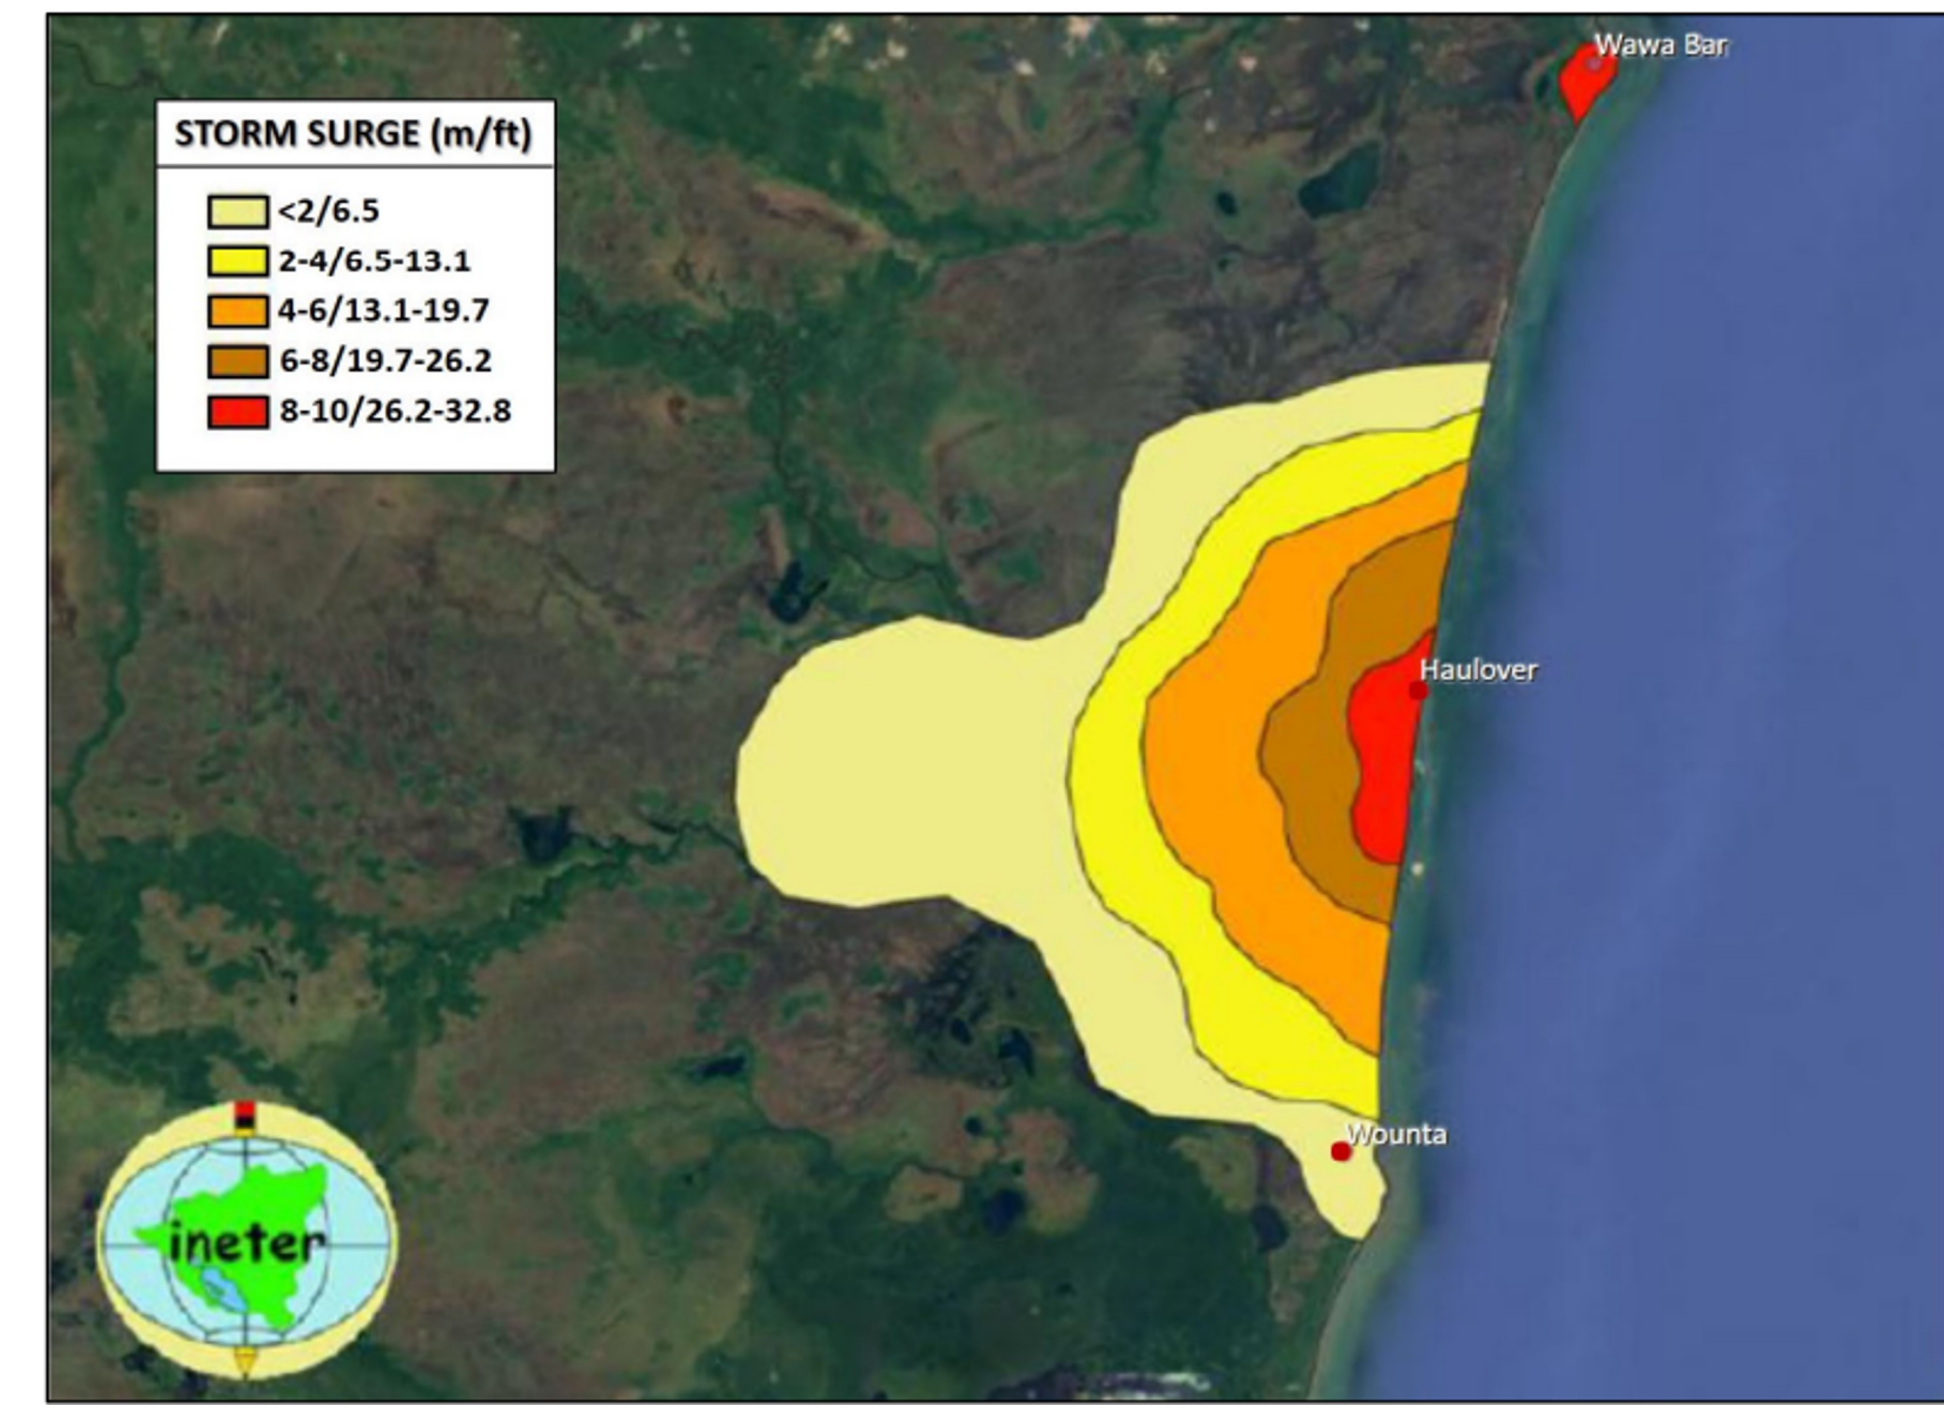 Wawa Bar
STORM SURGE (m/ft)
<2/6.5
2-4/6.5-13.1
4-6/13.1-19.7
6-8/19.7-26.2
8-10/26.2-32.8
Haulover
Wounta
ineter